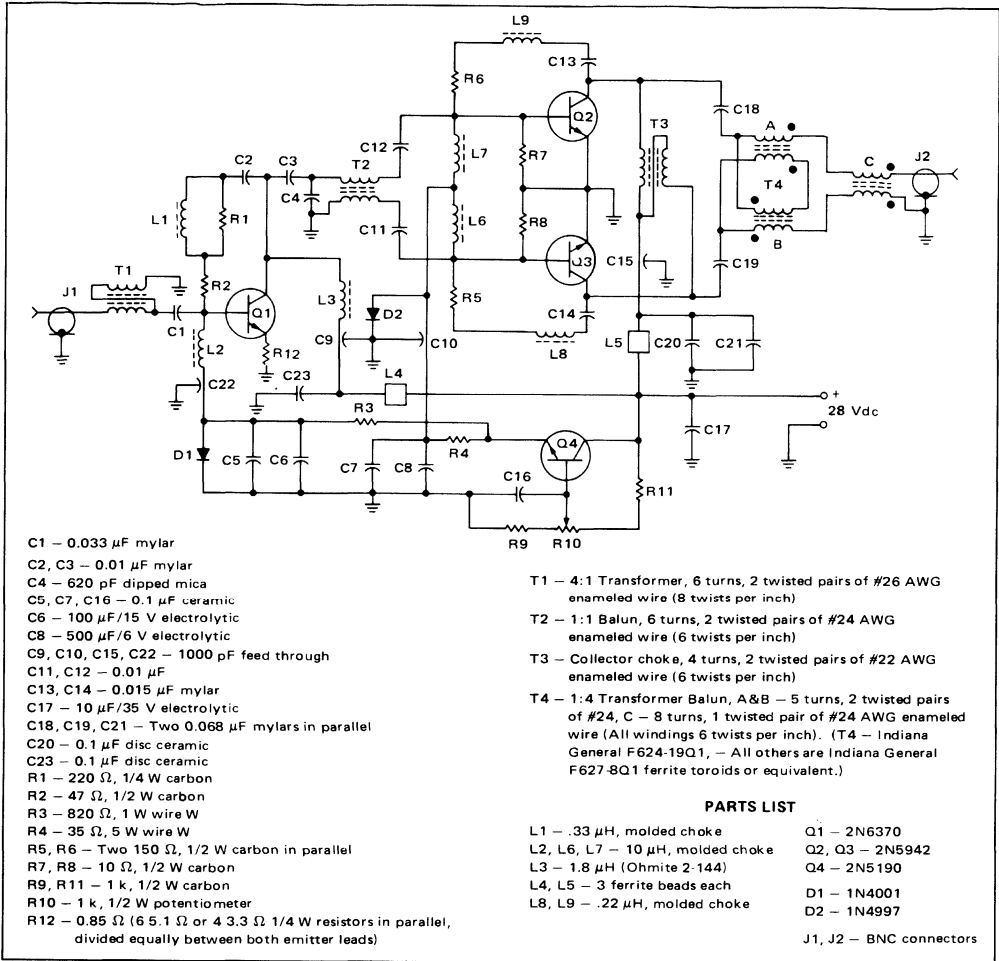 L9
C13
R6
Q2
C18
C2
C3
C12
T2
L7
R7
T3
A
C
J2
L1
R1
C4
T4
L6
R8
B
C11
Q3
C15
C19
T1
R2
L3
J1
C1
Q1
D2
R5
C14
L2
R12
C9
C10
L8
L5
C20
C21
C22
C23
L4
+
28 Vdc
R3
D1
C5
C6
C7
C8
R4
Q4
C17
C16
R11
R9
R10
C1 – 0.033 μF mylar
C2, C3 – 0.01 μF mylar
C4 – 620 pF dipped mica
C5, C7, C16 – 0.1 μF ceramic
C6 – 100 μF/15 V electrolytic
C8 – 500 μF/6 V electrolytic
C9, C10, C15, C22 – 1000 pF feed through
C11, C12 – 0.01 μF
C13, C14 – 0.015 μF mylar
C17 – 10 μF/35 V electrolytic
C18, C19, C21 – Two 0.068 μF mylars in parallel
C20 – 0.1 μF disc ceramic
C23 – 0.1 μF disc ceramic
R1 – 220 Ω, 1/4 W carbon
R2 – 47 Ω, 1/2 W carbon
R3 – 820 Ω, 1 W wire W
R4 – 35 Ω, 5 W wire W
R5, R6 – Two 150 Ω, 1/2 W carbon in parallel
R7, R8 – 10 Ω, 1/2 W carbon
R9, R11 – 1 k, 1/2 W carbon
R10 – 1 k, 1/2 W potentiometer
R12 – 0.85 Ω (6 5.1 Ω or 4 3.3 Ω 1/4 W resistors in parallel,
divided equally between both emitter leads)
T1 – 4:1 Transformer, 6 turns, 2 twisted pairs of #26 AWG
enameled wire (8 twists per inch)
T2 – 1:1 Balun, 6 turns, 2 twisted pairs of #24 AWG
enameled wire (6 twists per inch)
T3 – Collector choke, 4 turns, 2 twisted pairs of #22 AWG
enameled wire (6 twists per inch)
T4 – 1:4 Transformer Balun, A&B – 5 turns, 2 twisted pairs
of #24, C – 8 turns, 1 twisted pair of #24 AWG enameled
wire (All windings 6 twists per inch). (T4 – Indiana
General F624-19Q1, – All others are Indiana General
F627-8Q1 ferrite toroids or equivalent.)
PARTS LIST
L1 – .33 μH, molded choke
L2, L6, L7 – 10 μH, molded choke
L3 – 1.8 μH (Ohmite 2-144)
L4, L5 – 3 ferrite beads each
L8, L9 – .22 μH, molded choke
Q1 – 2N6370
Q2, Q3 – 2N5942
Q4 – 2N5190
D1 – 1N4001
D2 – 1N4997
J1, J2 – BNC connectors